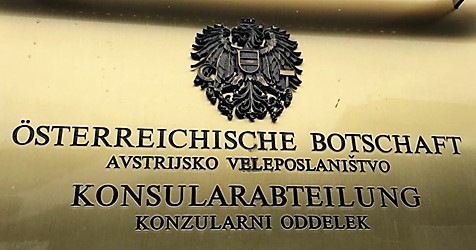 ÖSTERREICHISCHE BOTSCHAFT
AVSTRIJSKO VELEPOSLANIŠTVO
KONSULARABTEILUNG
KONZULARNI ODDELEK